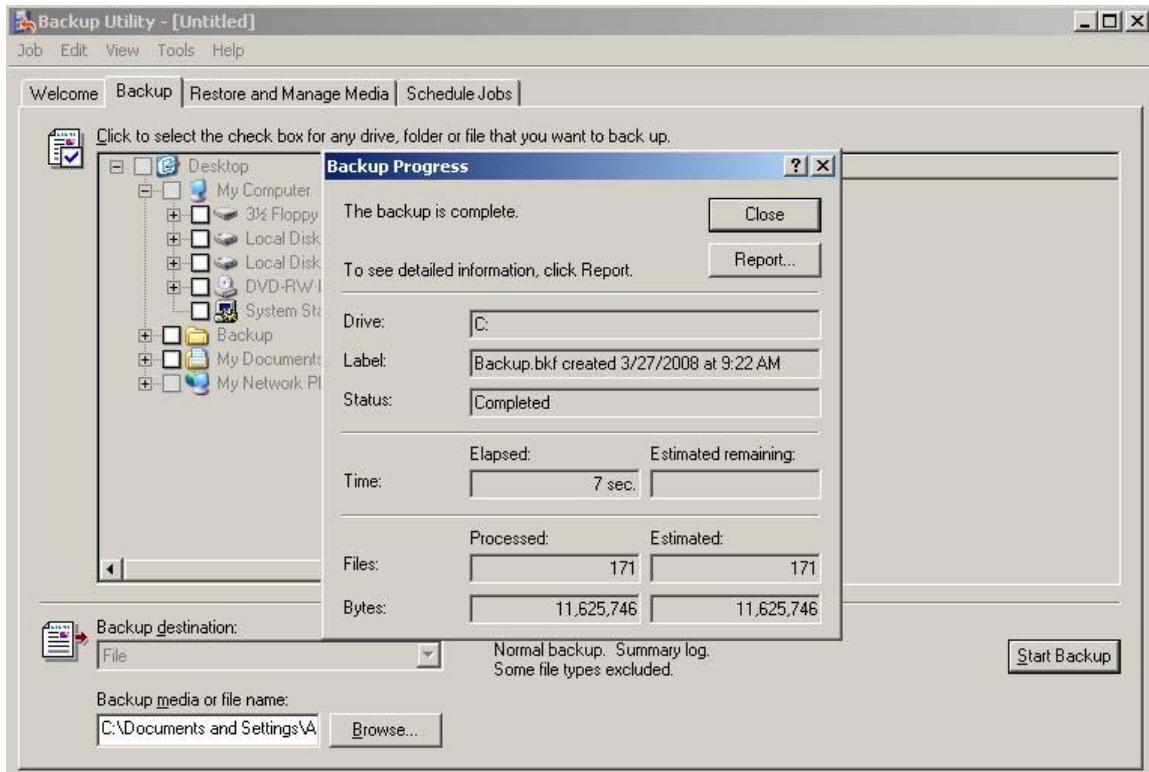 Backup Utility - [Untitled]
Job Edit View Tools Help
Welcome Backup Restore and Manage Media Schedule Jobs
Click to select the check box for any drive, folder or file that you want to back up.
Desktop
My Computer
3½ Floppy
Local Disk
Local Disk
DVD-RW
System Sta
Backup
My Documents
My Network Pl
Backup Progress
The backup is complete.
Close
To see detailed information, click Report.
Report...
Drive: C:
Label: Backup.bkf created 3/27/2008 at 9:22 AM
Status: Completed
Elapsed: Estimated remaining:
Time: 7 sec.
Processed: Estimated:
Files: 171 171
Bytes: 11,625,746 11,625,746
Backup destination:
File
Normal backup. Summary log.
Some file types excluded.
Start Backup
Backup media or file name:
C:\Documents and Settings\A
Browse...